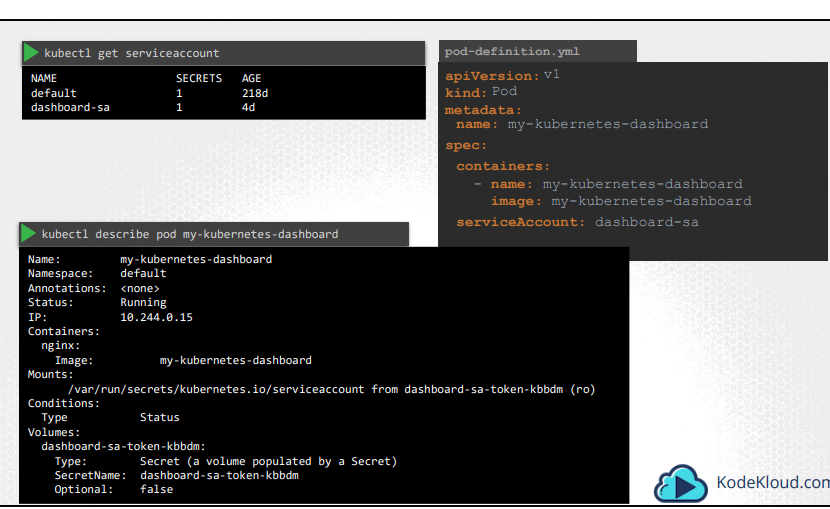 kubectl get serviceaccount
NAME SECRETS AGE
default 1 218d
dashboard-sa 1 4d
pod-definition.yml
apiVersion: v1
kind: Pod
metadata:
name: my-kubernetes-dashboard
spec:
containers:
- name: my-kubernetes-dashboard
image: my-kubernetes-dashboard
serviceAccount: dashboard-sa
kubectl describe pod my-kubernetes-dashboard
Name: my-kubernetes-dashboard
Namespace: default
Annotations: <none>
Status: Running
IP: 10.244.0.15
Containers:
nginx:
Image: my-kubernetes-dashboard
Mounts:
/var/run/secrets/kubernetes.io/serviceaccount from dashboard-sa-token-kbbdm (ro)
Conditions:
Type Status
Volumes:
dashboard-sa-token-kbbdm:
Type: Secret (a volume populated by a Secret)
SecretName: dashboard-sa-token-kbbdm
Optional: false
KodeKloud.com